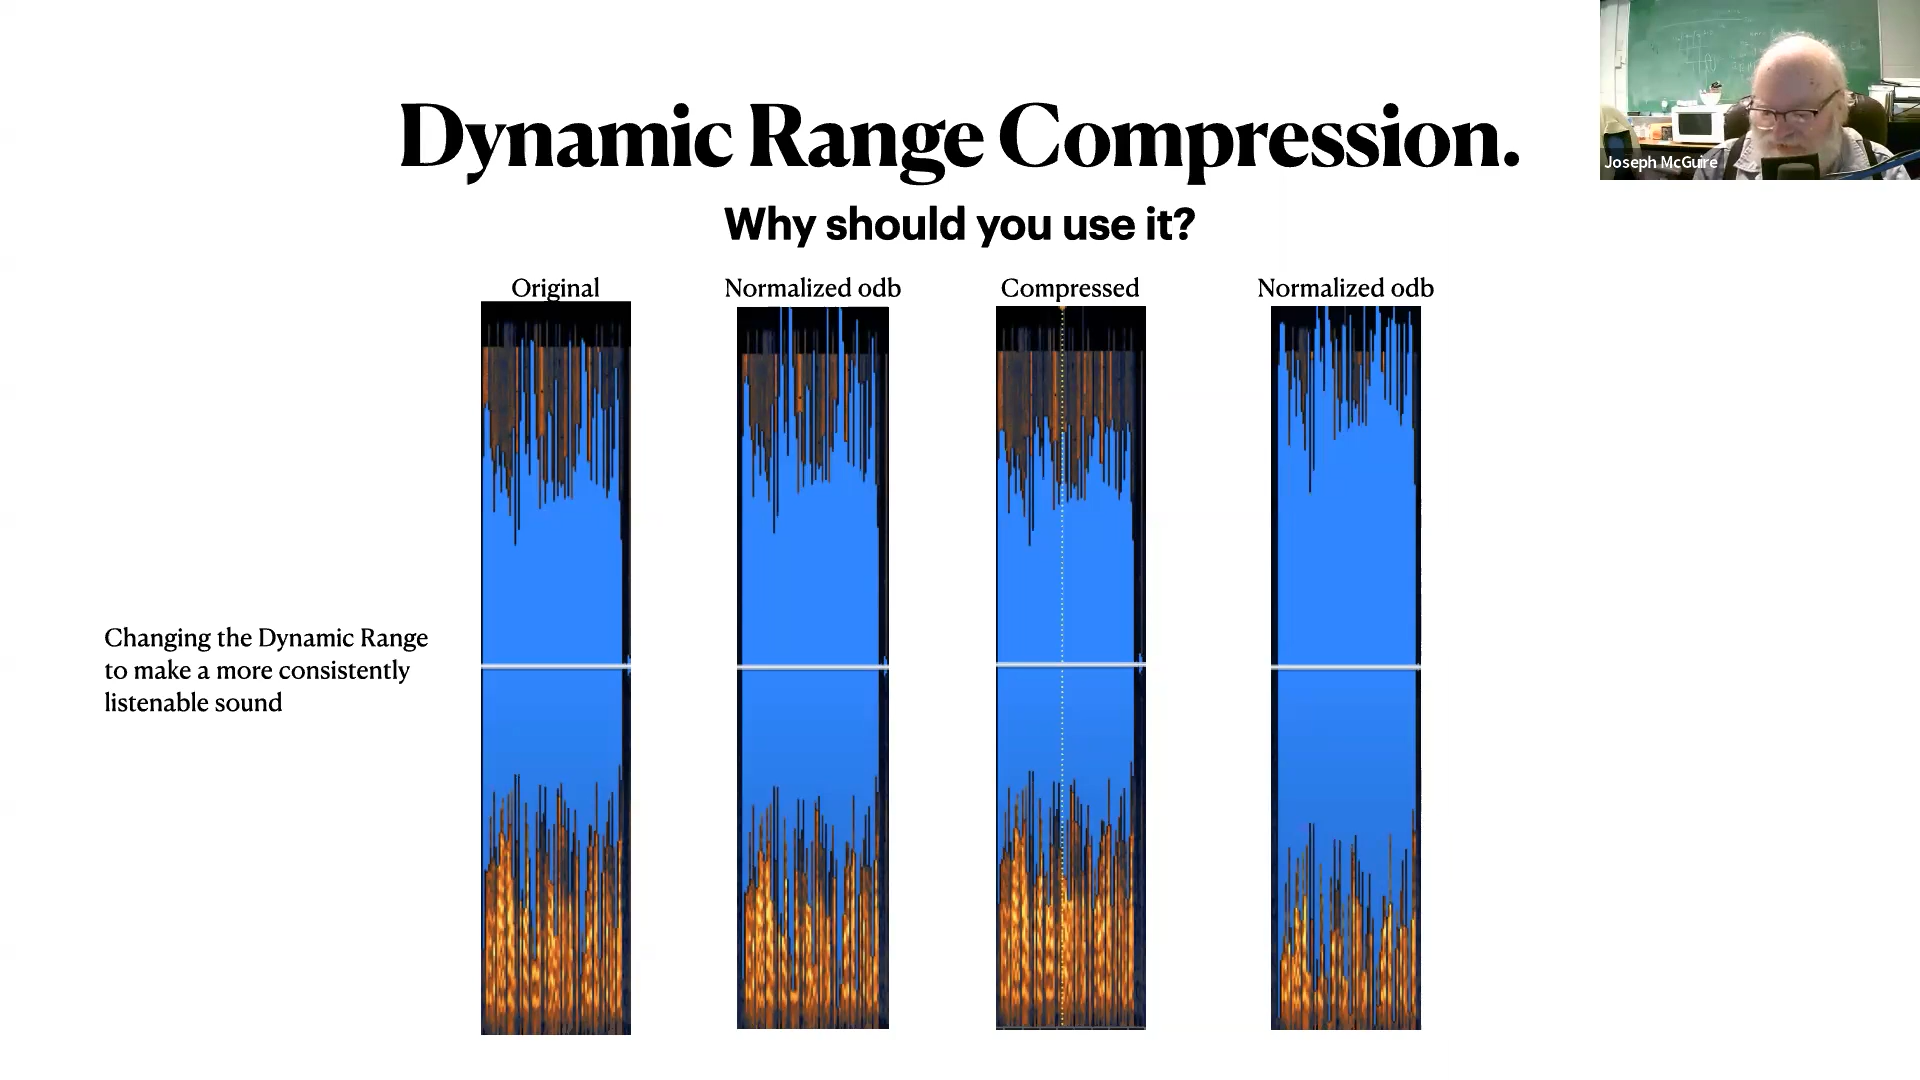 Dynamic Range Compression.
Joseph McGuire
Why should you use it?
Original
Normalized odb
Compressed
Normalized odb
Changing the Dynamic Range
to make a more consistently
listenable sound